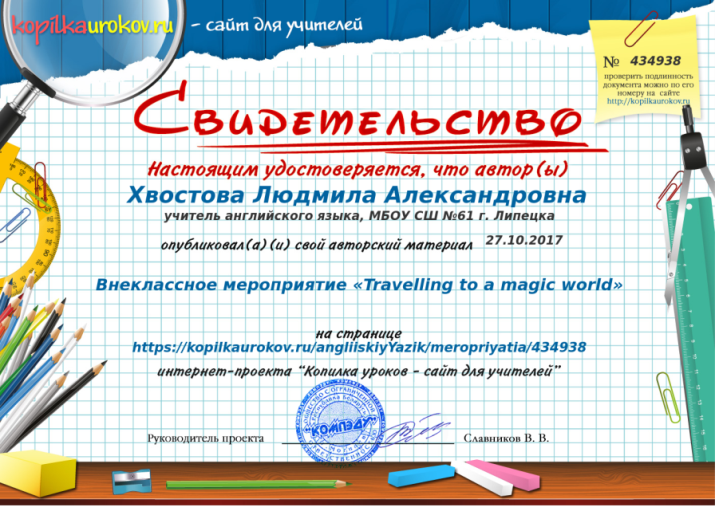 kopilkaurokov.ru - сайт для учителей
№ 434938
проверить подлинность
документа можно по его
номеру на сайте
http://kopilkaurokov.ru
Свидетельство
Настоящим удостоверяется, что автор(ы)
Хвостова Людмила Александровна
учитель английского языка, МБОУ СШ №61 г. Липецка
опубликовал(а)(и) свой авторский материал 27.10.2017
Внеклассное мероприятие «Travelling to a magic world»
на странице
https://kopilkaurokov.ru/angliiskiyYazik/meropriyatia/434938
интернет-проекта “Копилка уроков - сайт для учителей”
"КОМПЭДУ"
Руководитель проекта Славников В. В.